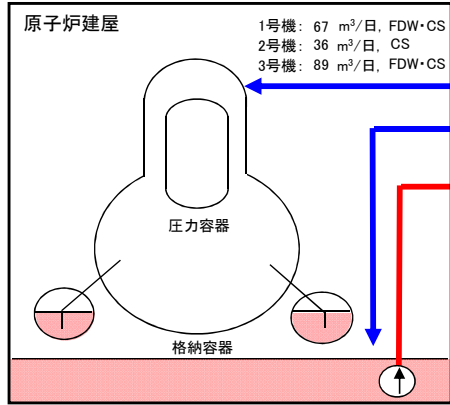 原子炉建屋
1号機: 67 m³/日, FDW・CS
2号機: 36 m³/日, CS
3号機: 89 m³/日, FDW・CS
圧力容器
格納容器